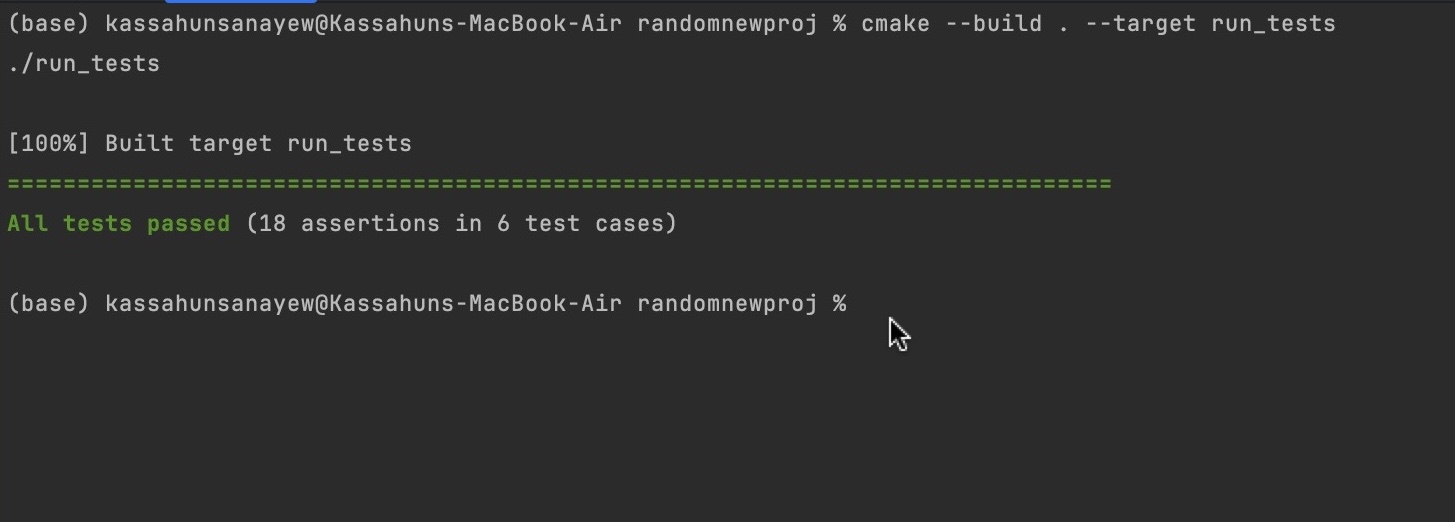 (base) kassahunsanayew@Kassahuns-MacBook-Air randomnewproj % cmake --build . --target run_tests
./run_tests
[100%] Built target run_tests
===============================================================================
All tests passed (18 assertions in 6 test cases)
(base) kassahunsanayew@Kassahuns-MacBook-Air randomnewproj %